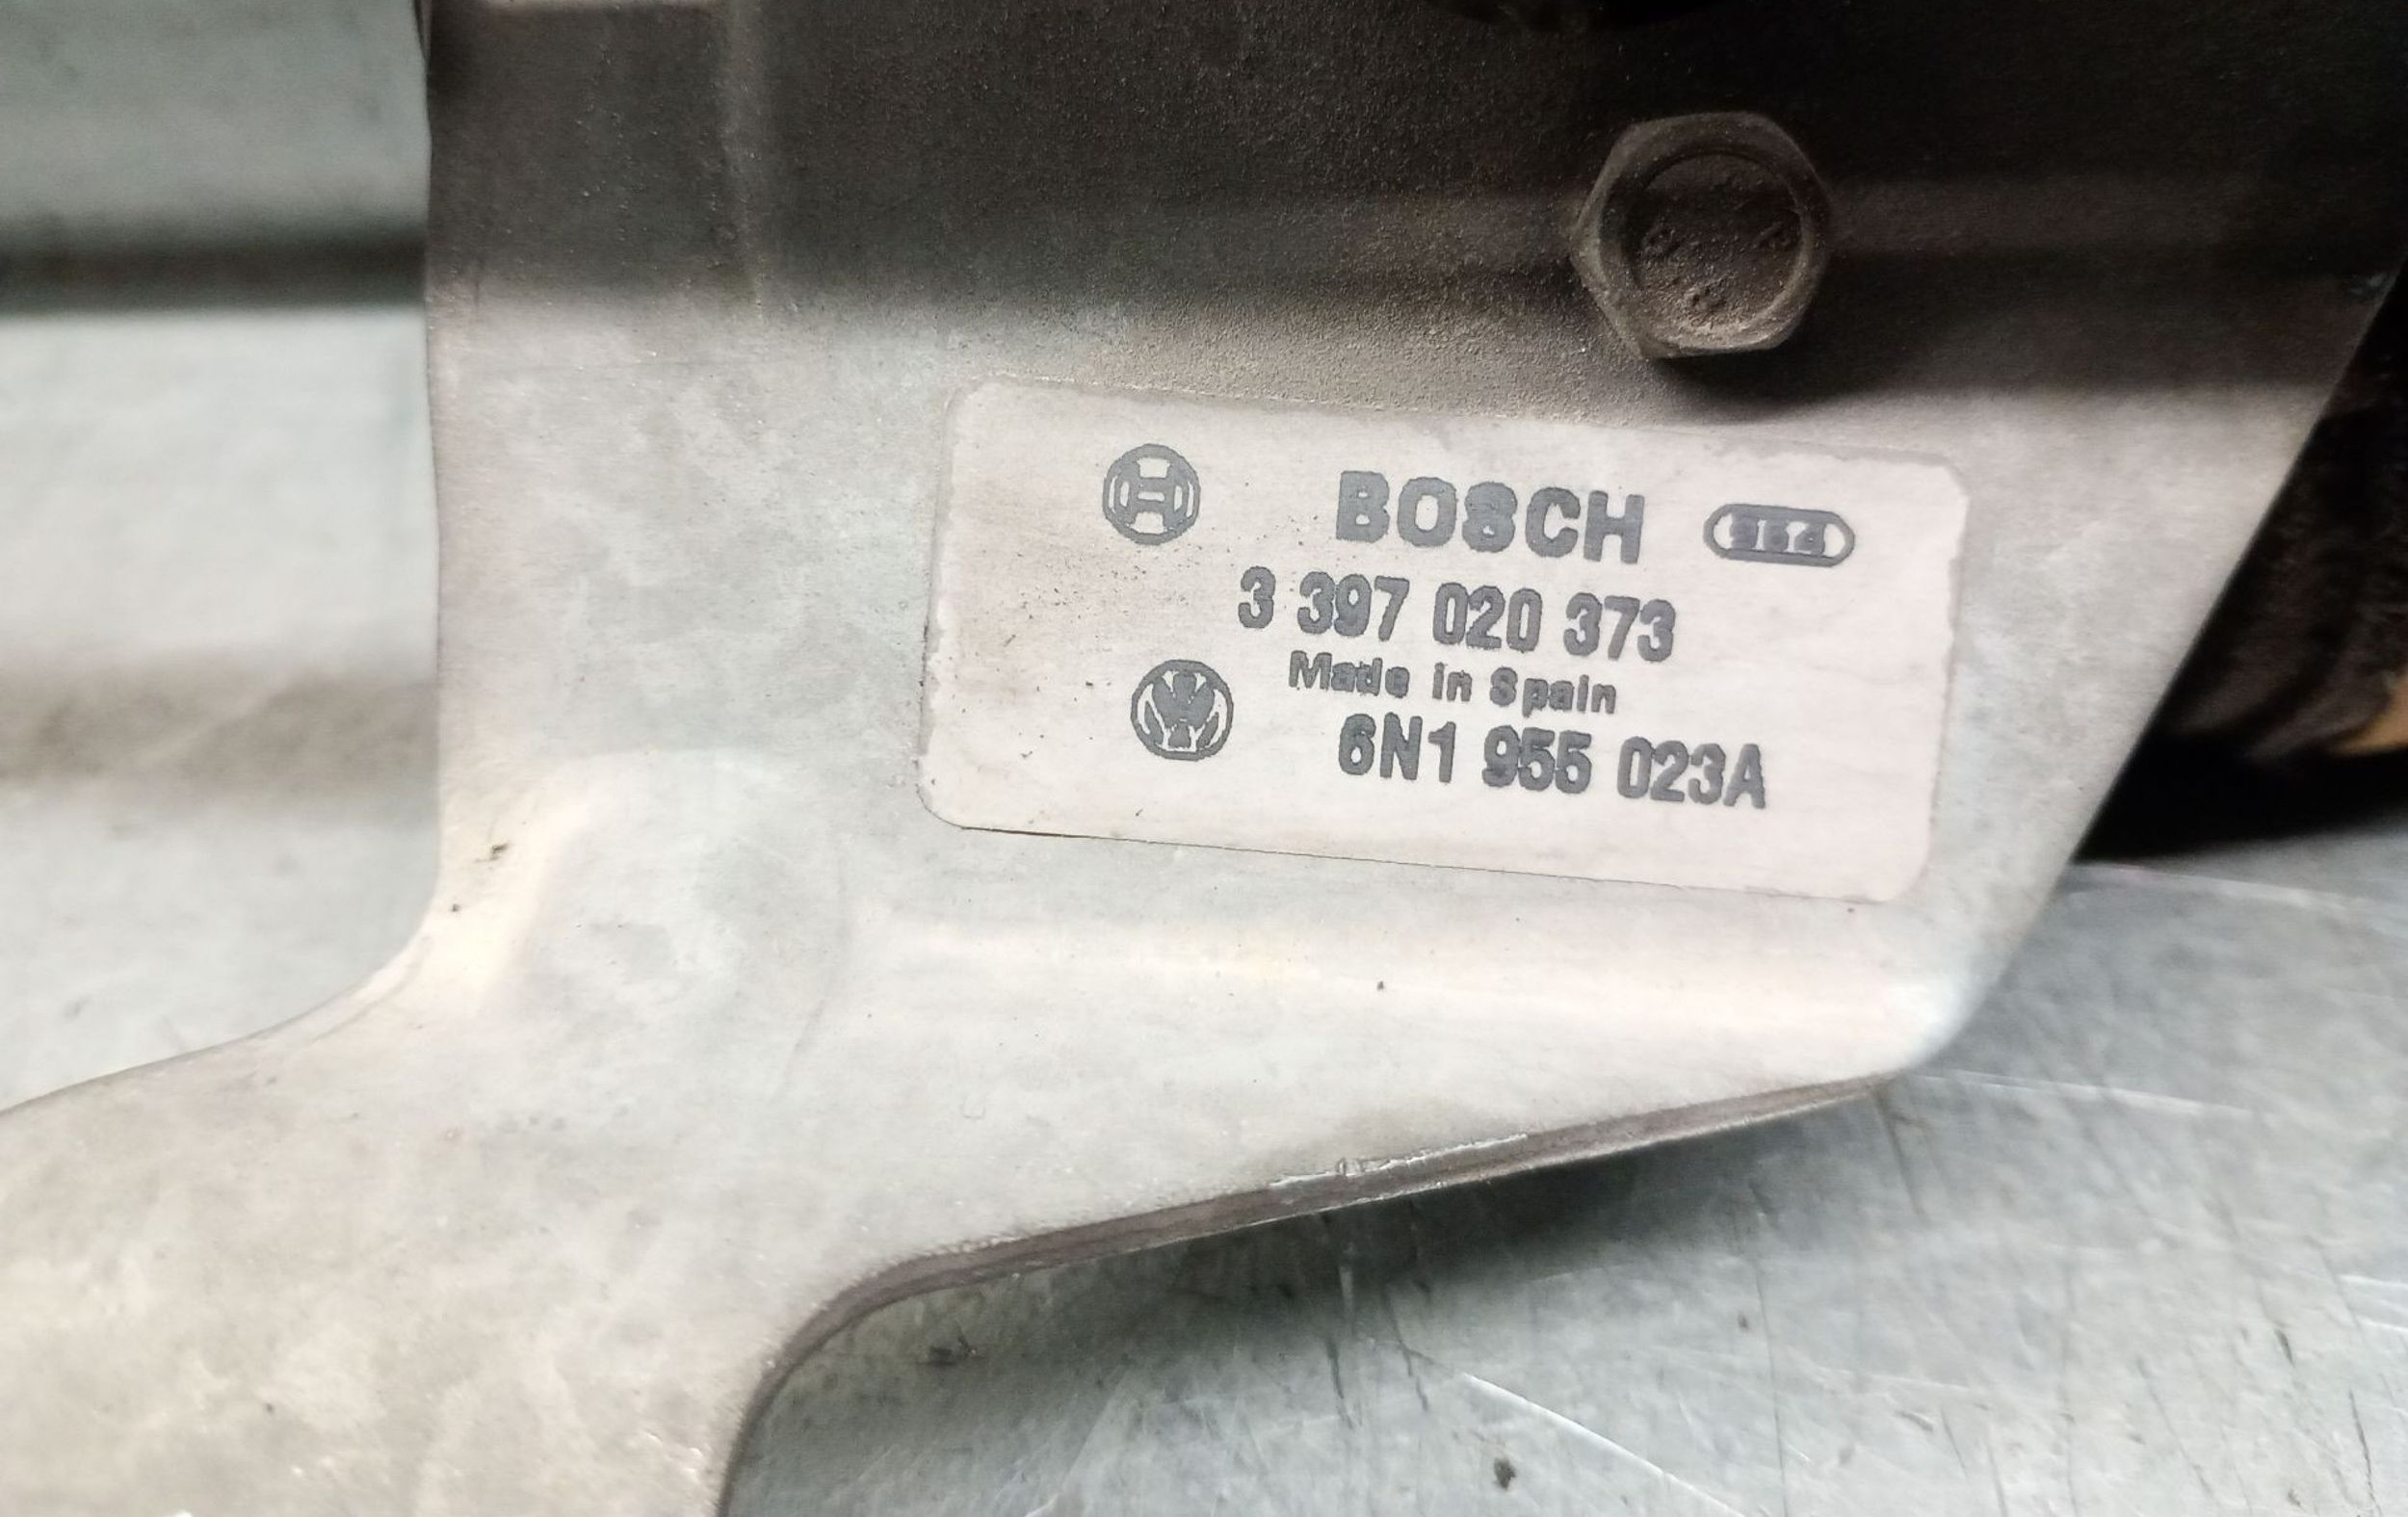 BOSCH
3 397 020 373
Made in Spain
6N1 955 023A